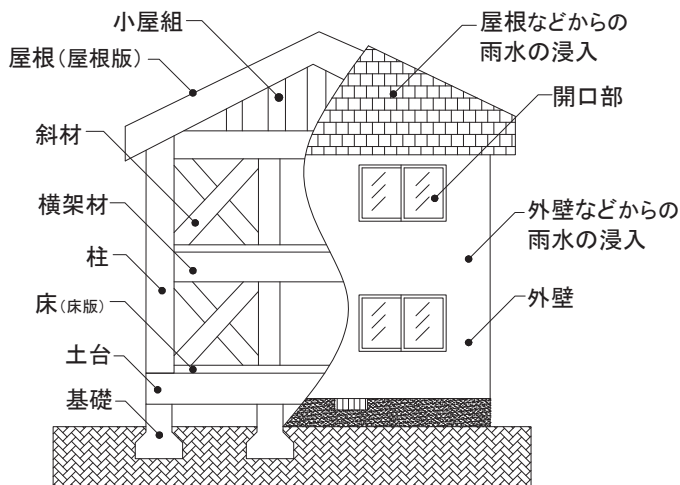 小屋組
屋根（屋根版）
斜材
横架材
柱
床（床版）
土台
基礎
屋根などからの
雨水の浸入
開口部
外壁などからの
雨水の浸入
外壁